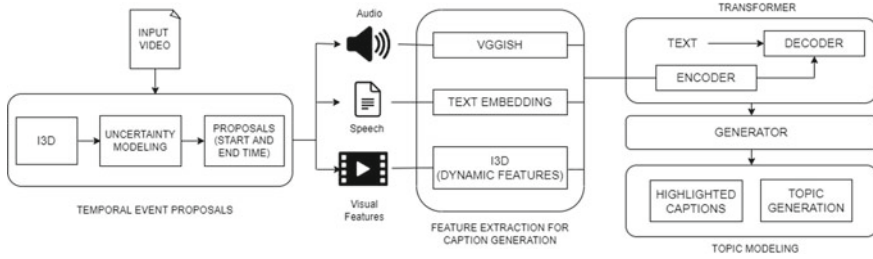 INPUT
VIDEO
I3D
UNCERTAINTY
MODELING
PROPOSALS
(START AND
END TIME)
TEMPORAL EVENT PROPOSALS
Audio
Speech
Visual
Features
VGGISH
TEXT EMBEDDING
I3D
(DYNAMIC FEATURES)
FEATURE EXTRACTION FOR
CAPTION GENERATION
TRANSFORMER
TEXT
DECODER
ENCODER
GENERATOR
HIGHLIGHTED
CAPTIONS
TOPIC
GENERATION
TOPIC MODELING